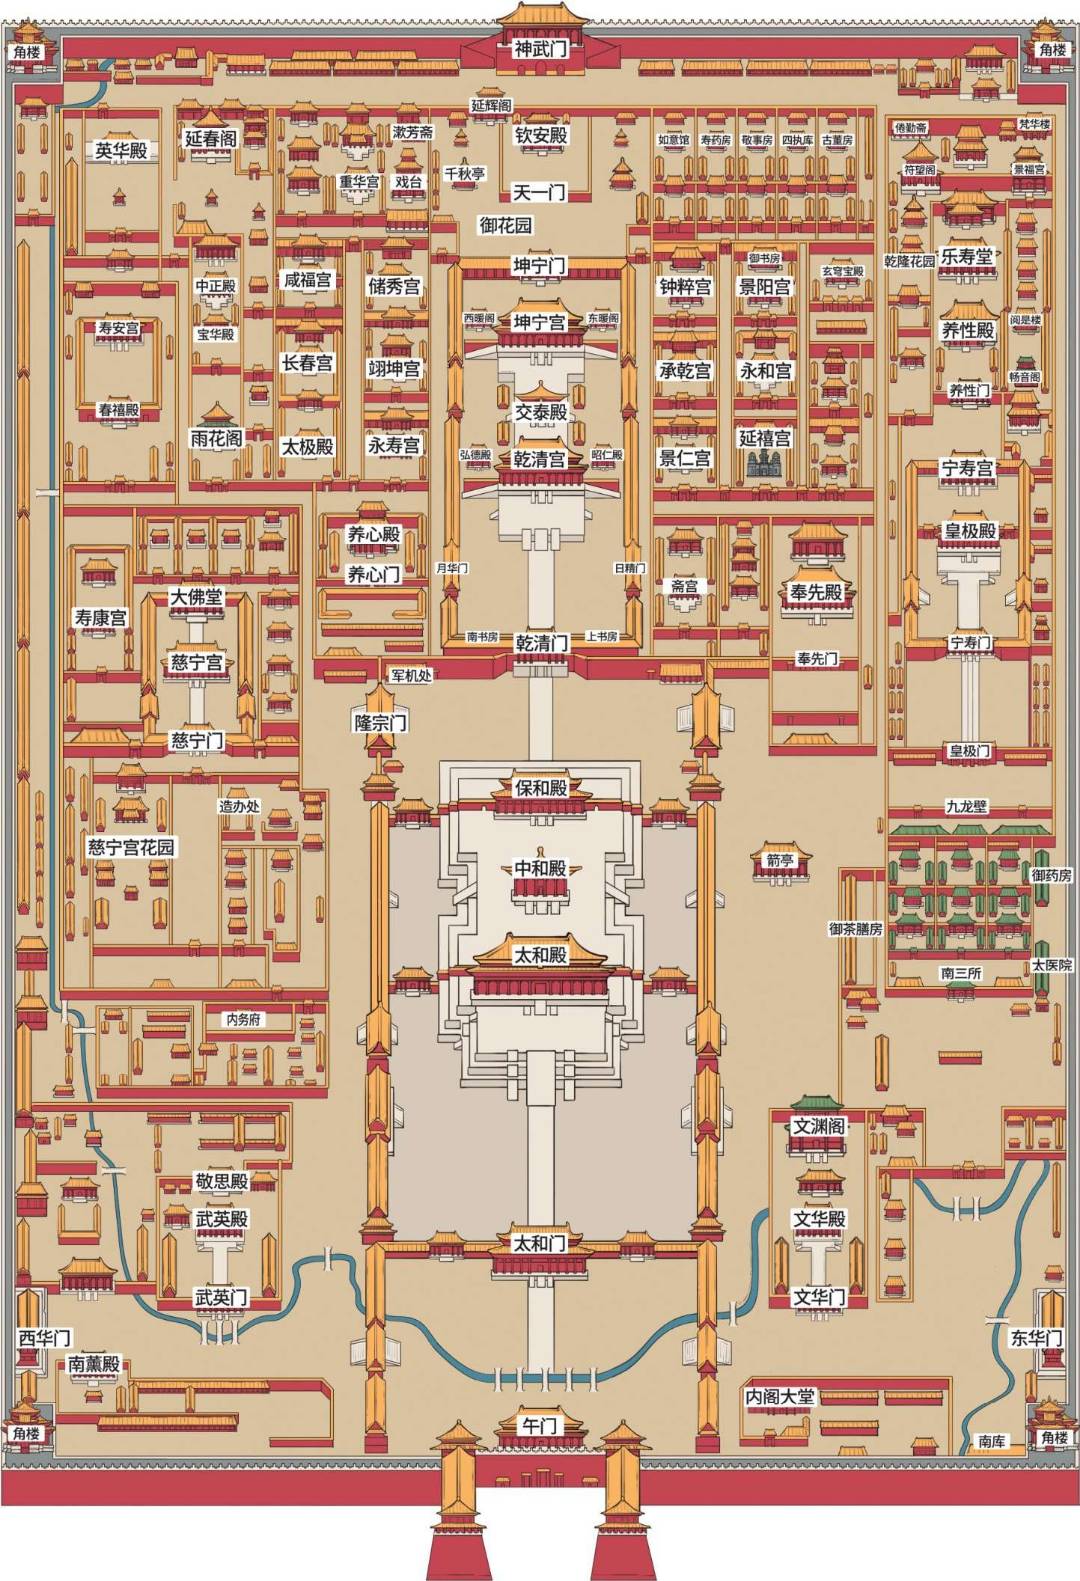 神武门
角楼
角楼
延辉阁
延春阁
漱芳斋
钦安殿
如意馆
寿药房
敬事房
四执库
古董房
倦勤斋
梵华楼
英华殿
重华宫
戏台
千秋亭
天一门
符望阁
景福宫
御花园
中正殿
咸福宫
储秀宫
坤宁门
钟粹宫
御书房
景阳宫
玄穹宝殿
乾隆花园
乐寿堂
寿安宫
宝华殿
西暖阁
坤宁宫
东暖阁
养性殿
阅是楼
长春宫
翊坤宫
承乾宫
永和宫
畅音阁
养性门
春禧殿
雨花阁
太极殿
永寿宫
交泰殿
弘德殿
乾清宫
昭仁殿
景仁宫
延禧宫
宁寿宫
养心殿
养心门
月华门
日精门
皇极殿
斋宫
奉先殿
大佛堂
寿康宫
慈宁宫
南书房
乾清门
上书房
奉先门
宁寿门
军机处
隆宗门
慈宁门
皇极门
保和殿
造办处
九龙壁
慈宁宫花园
中和殿
箭亭
御药房
御茶膳房
太和殿
南三所
太医院
内务府
文渊阁
敬思殿
武英殿
文华殿
太和门
武英门
文华门
西华门
东华门
南薰殿
内阁大堂
午门
角楼
南库
角楼